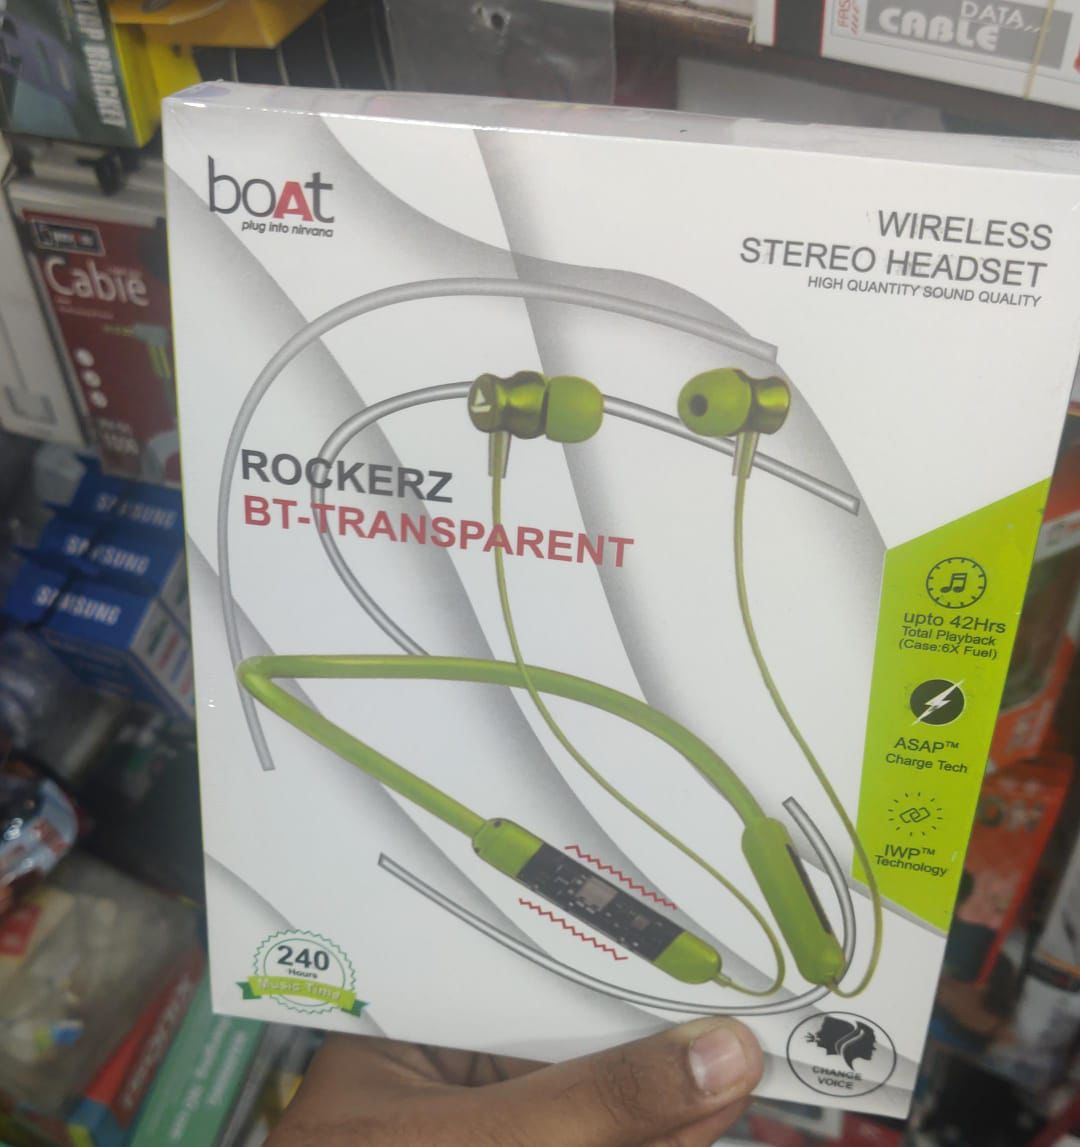 DATA
CABLE
FAS
BRACKET
boAt
plug into nirvana
WIRELESS
STEREO HEADSET
HIGH QUANTITY SOUND QUALITY
Cable
ROCKERZ
BT-TRANSPARENT
SAMSUNG
SAMSUNG
SAMSUNG
upto 42Hrs
Total Playback
(Case:6X Fuel)
ASAP™
Charge Tech
IWP™
Technology
240
Hours
Music Time
CHANGE
VOICE